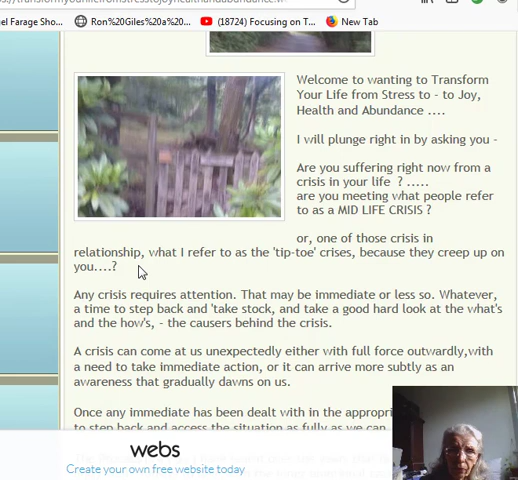 el Farage Sho...
Ron%20Giles%20a%20...
(18724) Focusing on T...
New Tab
Welcome to wanting to Transform
Your Life from Stress to - to Joy,
Health and Abundance ....
I will plunge right in by asking you -
Are you suffering right now from a
crisis in your life ? .....
are you meeting what people refer
to as a MID LIFE CRISIS ?
or, one of those crisis in
relationship, what I refer to as the 'tip-toe' crises, because they creep up on
you....?
Any crisis requires attention. That may be immediate or less so. Whatever,
a time to step back and 'take stock, and take a good hard look at the what's
and the how's, - the causers behind the crisis.
A crisis can come at us unexpectedly either with full force outwardly,with
a need to take immediate action, or it can arrive more subtly as an
awareness that gradually dawns on us.
Once any immediate has been dealt with in the
to step back and access the situation as fully as we can
webs
Create your own free website today